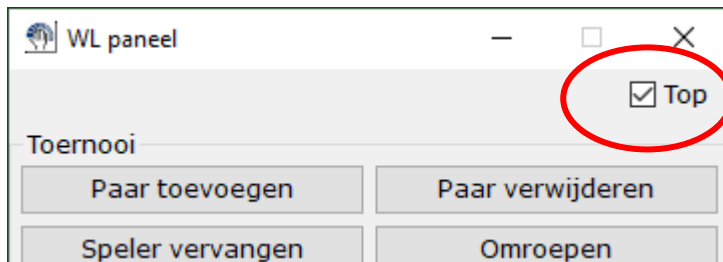 WL paneel
Top
Toernooi
Paar toevoegen Paar verwijderen
Speler vervangen Omroepen